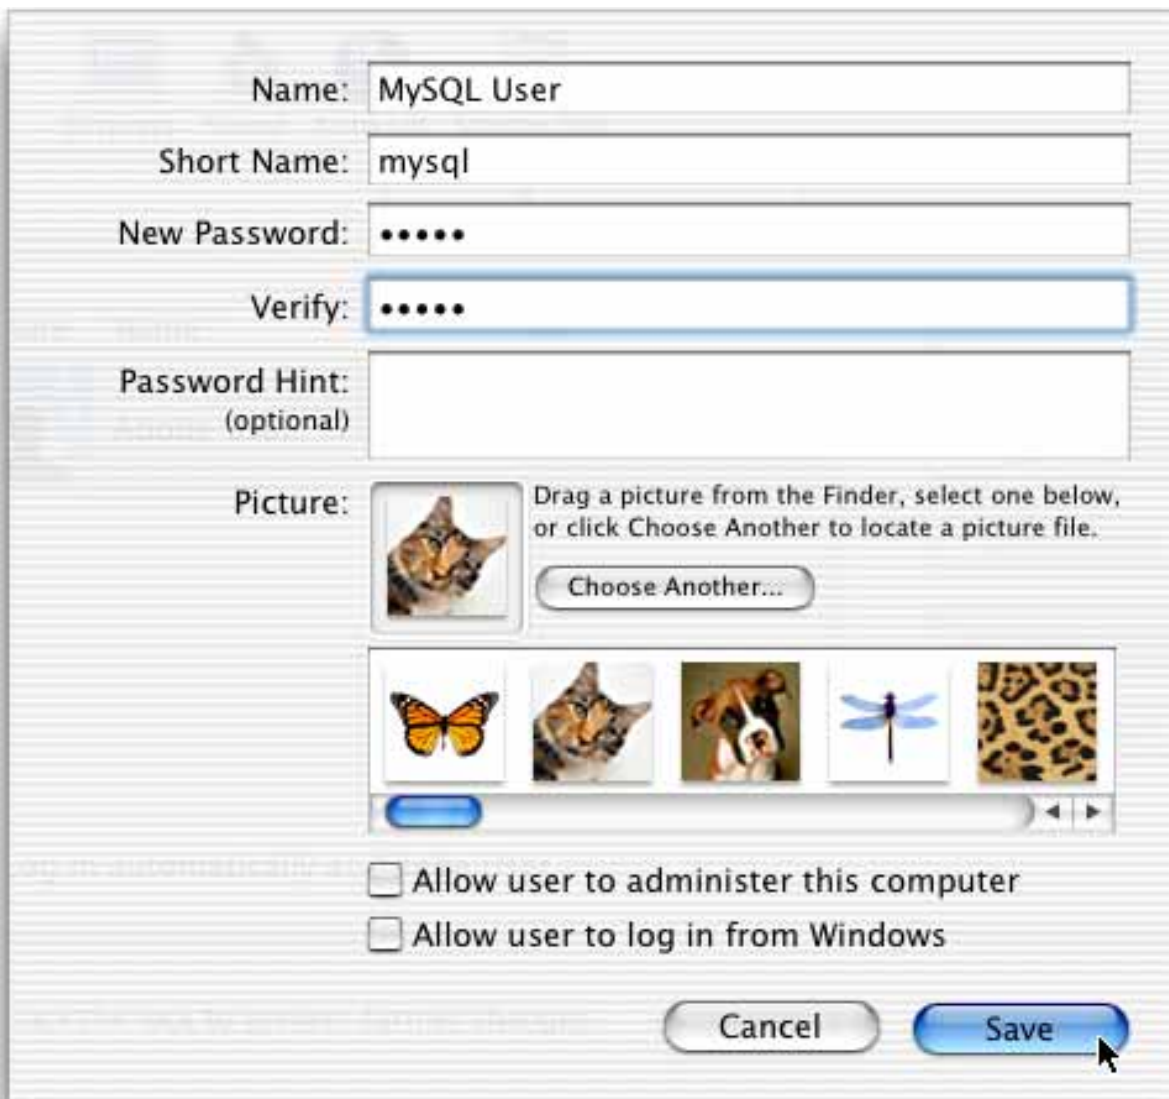 Name: MySQL User
Short Name: mysql
New Password: •••••
Verify: •••••
Password Hint:
(optional)
Picture: Drag a picture from the Finder, select one below,
or click Choose Another to locate a picture file.
Choose Another...
Allow user to administer this computer
Allow user to log in from Windows
Cancel Save